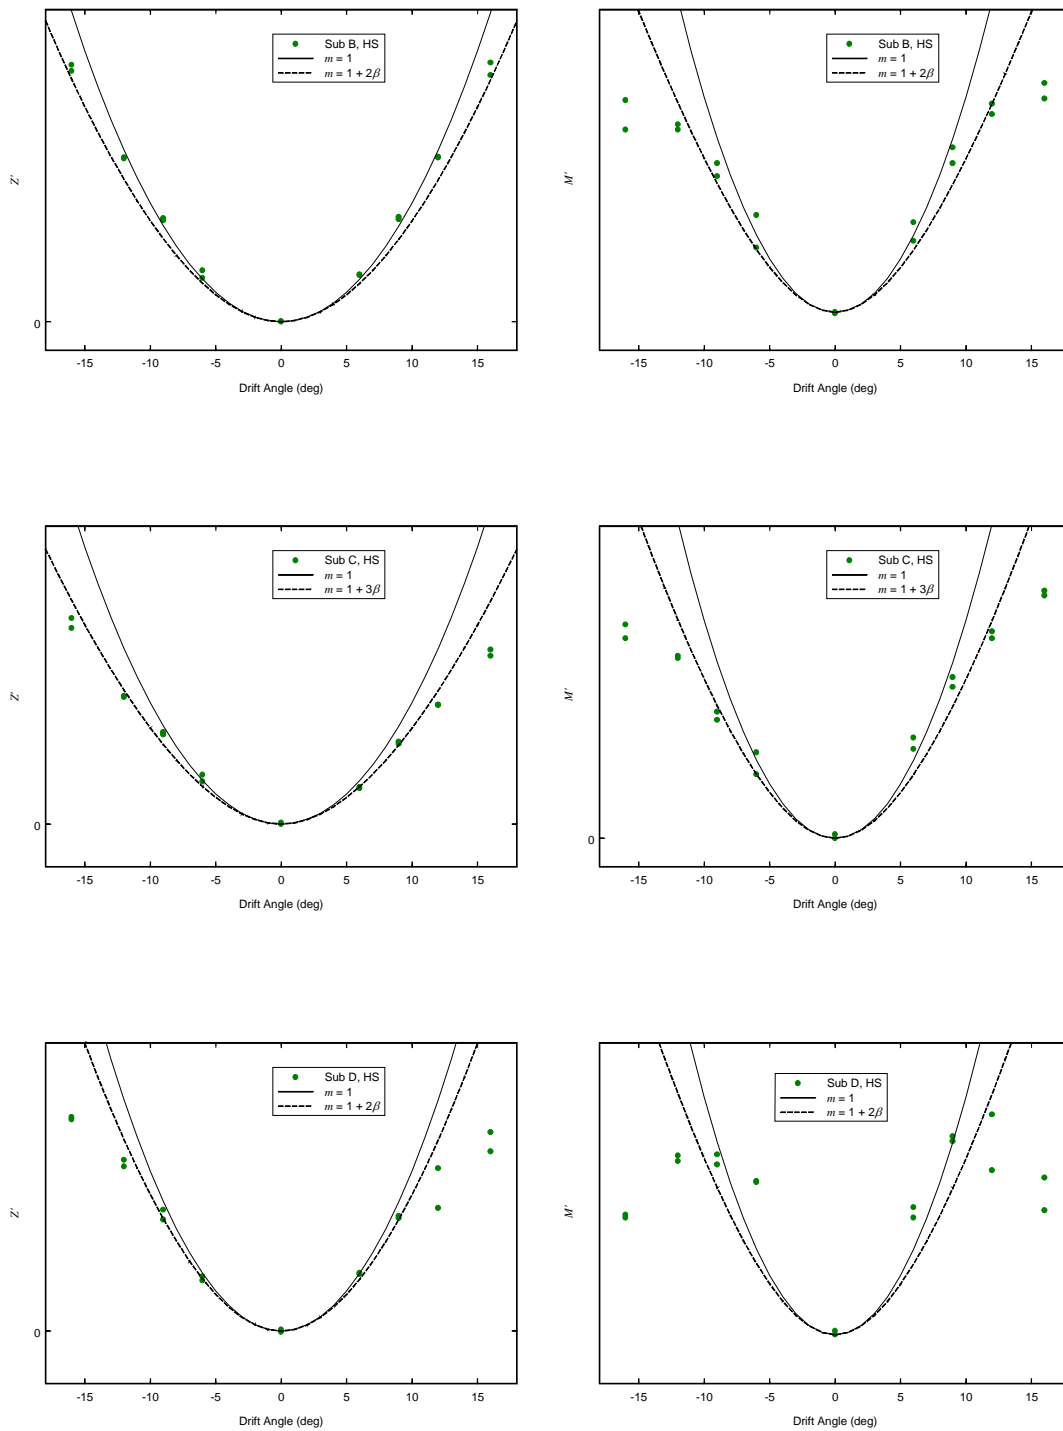 Sub B, HS
m = 1
m = 1 + 2β
Z'
0
-15 -10 -5 0 5 10 15
Drift Angle (deg)
Sub B, HS
m = 1
m = 1 + 2β
M'
-15 -10 -5 0 5 10 15
Drift Angle (deg)
Sub C, HS
m = 1
m = 1 + 3β
Z'
0
-15 -10 -5 0 5 10 15
Drift Angle (deg)
Sub C, HS
m = 1
m = 1 + 3β
M'
0
-15 -10 -5 0 5 10 15
Drift Angle (deg)
Sub D, HS
m = 1
m = 1 + 2β
Z'
0
-15 -10 -5 0 5 10 15
Drift Angle (deg)
Sub D, HS
m = 1
m = 1 + 2β
M'
-15 -10 -5 0 5 10 15
Drift Angle (deg)